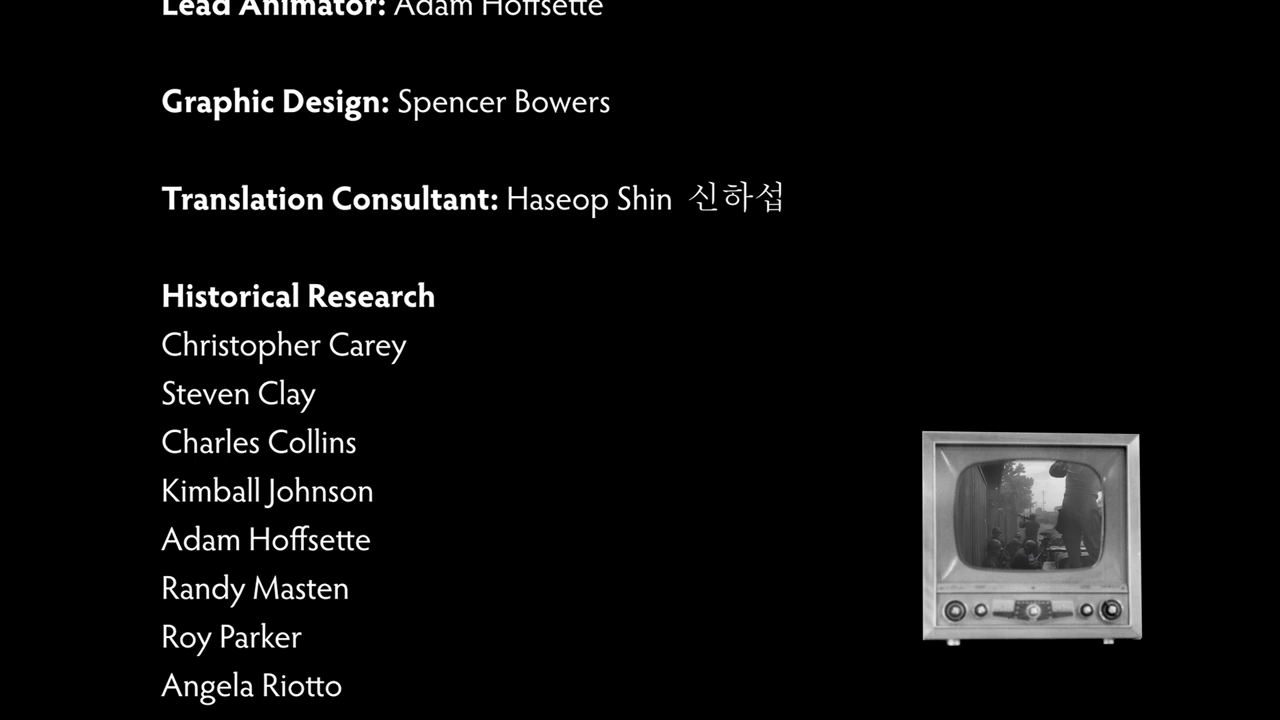 Lead Animator: Adam Hoffsette
Graphic Design: Spencer Bowers
Translation Consultant: Haseop Shin 신하섭
Historical Research
Christopher Carey
Steven Clay
Charles Collins
Kimball Johnson
Adam Hoffsette
Randy Masten
Roy Parker
Angela Riotto